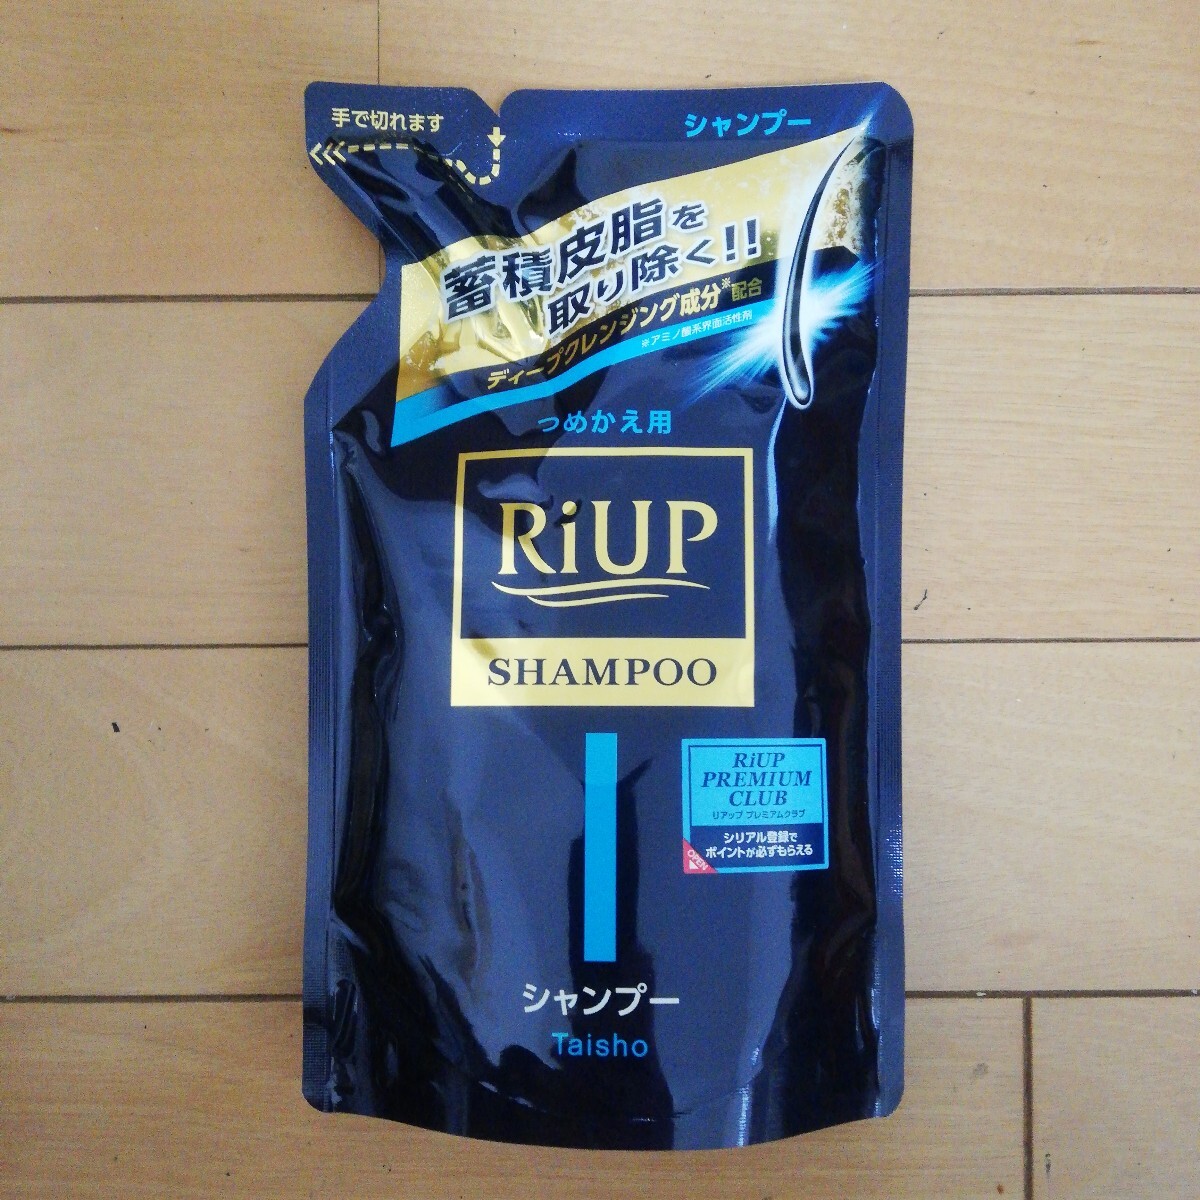 手で切れます
シャンプー
蓄積皮脂を
取り除く!!
ディープクレンジング成分※配合
※アミノ酸系界面活性剤
つめかえ用
RiUP
SHAMPOO
RiUP
PREMIUM
CLUB
リアップ プレミアムクラブ
シリアル登録で
ポイントが必ずもらえる
OPEN
シャンプー
Taisho